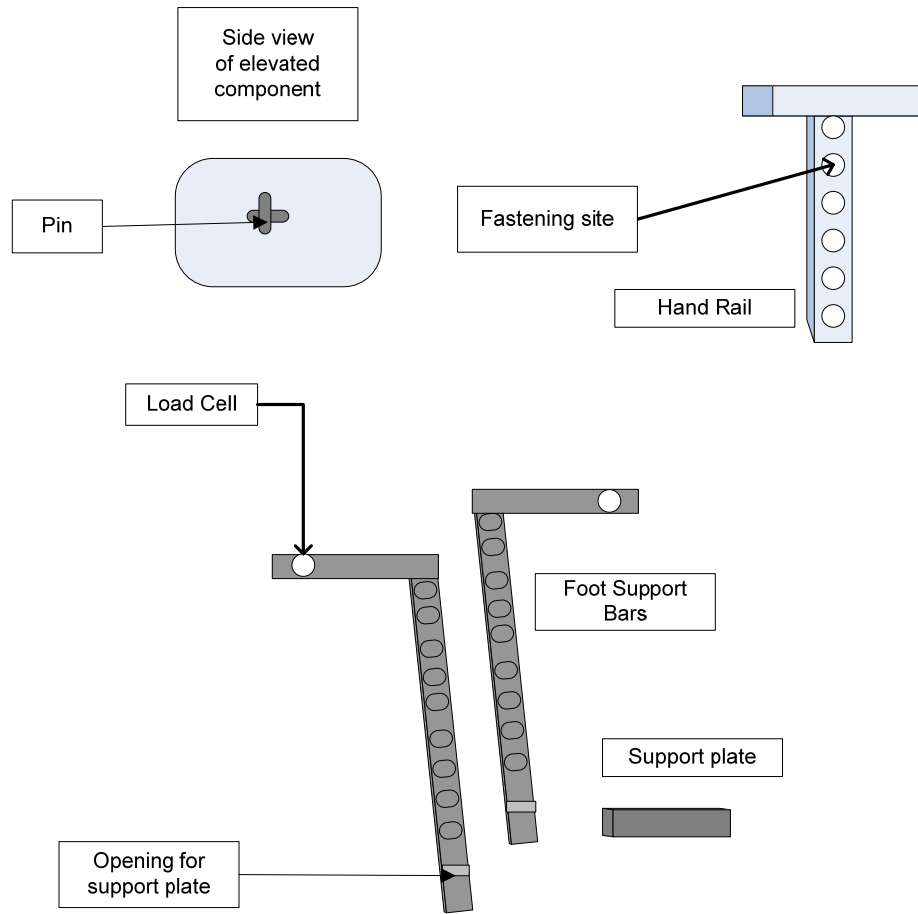 Side view
of elevated
component
Pin
Fastening site
Hand Rail
Load Cell
Foot Support
Bars
Support plate
Opening for
support plate